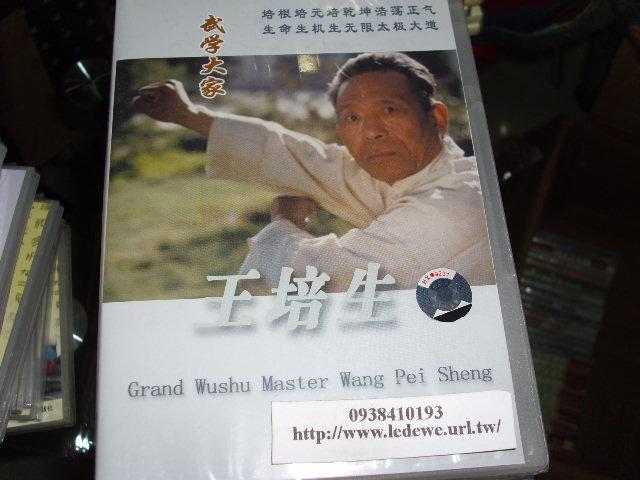 培根培元培乾坤浩荡正气
生命生机生无限太极大道
武学大家
王培生
Grand Wushu Master Wang Pei Sheng
0938410193
http://www.ledewe.url.tw/